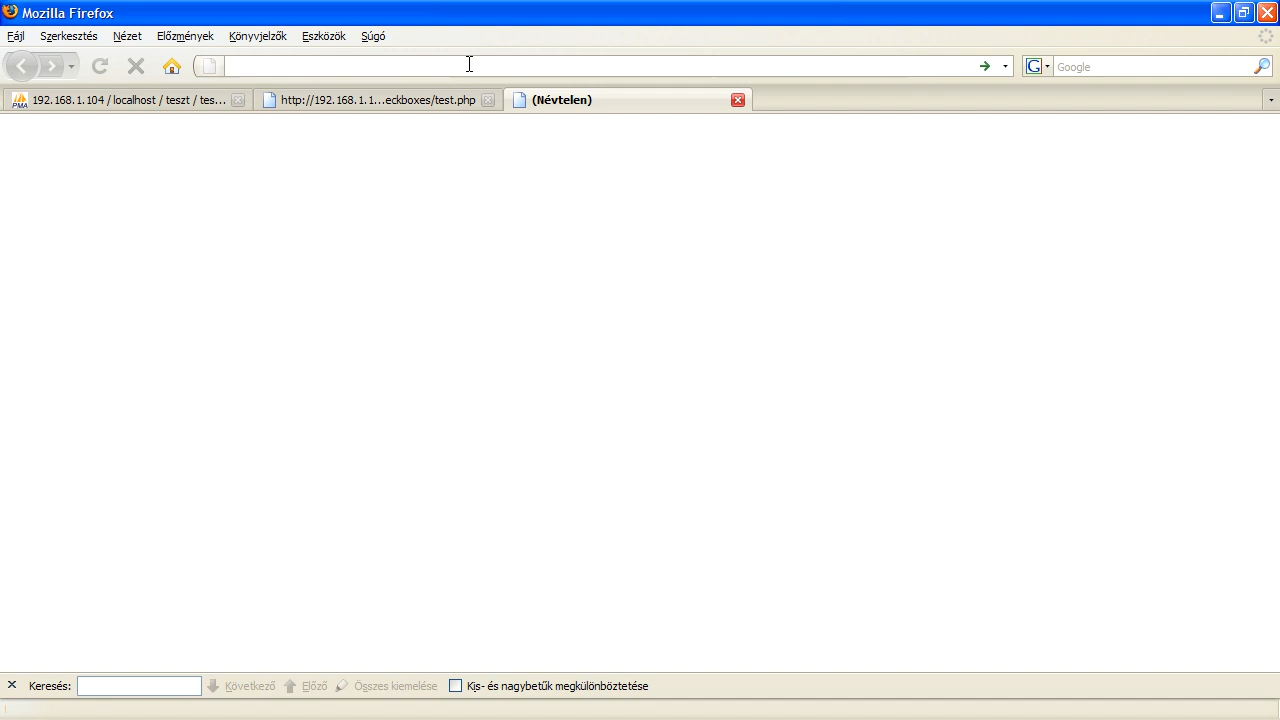 Mozilla Firefox
Fájl Szerkesztés Nézet Előzmények Könyvjelzők Eszközök Súgó
G Google
PMA 192.168.1.104 / localhost / teszt / tes... http://192.168.1.1...eckboxes/test.php (Névtelen)
Keresés: Következő Előző Összes kiemelése Kis- és nagybetűk megkülönböztetése